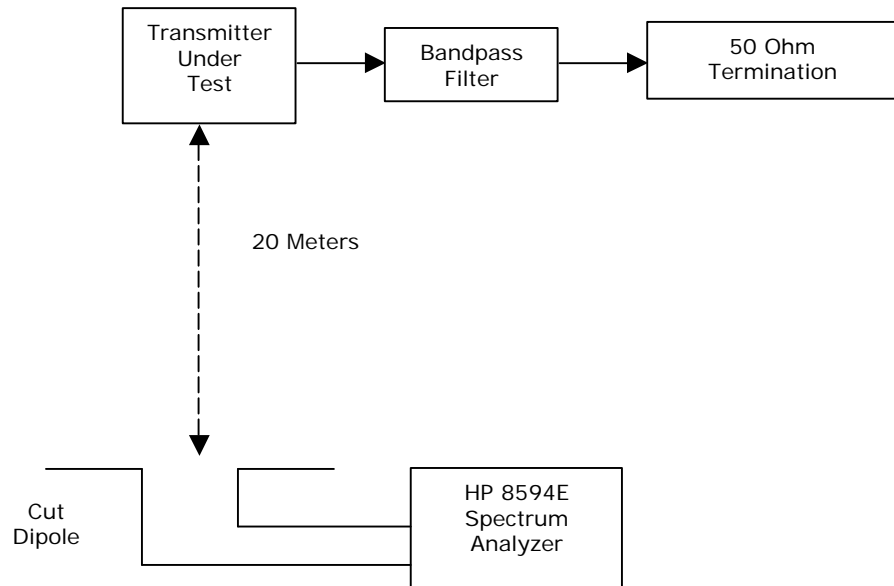 Transmitter
Under
Test
Bandpass
Filter
50 Ohm
Termination
20 Meters
Cut
Dipole
HP 8594E
Spectrum
Analyzer